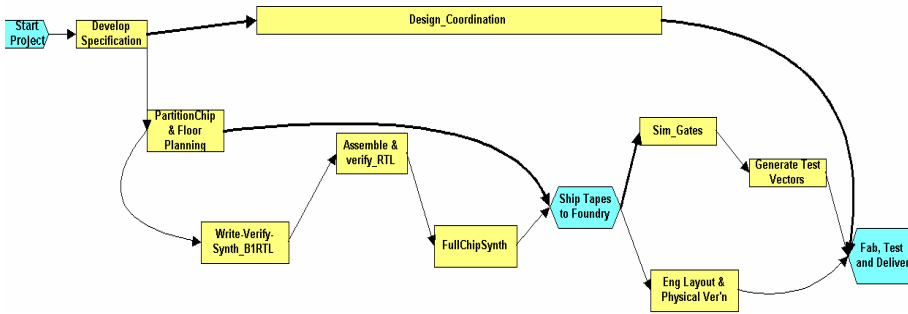 Start
Project
Develop
Specification
Design_Coordination
PartitionChip
& Floor
Planning
Assemble &
verify_RTL
Write-Verify-
Synth_B1RTL
FullChipSynth
Ship Tapes
to Foundry
Sim_Gates
Generate Test
Vectors
Eng Layout &
Physical Ver'n
Fab, Test
and Deliver